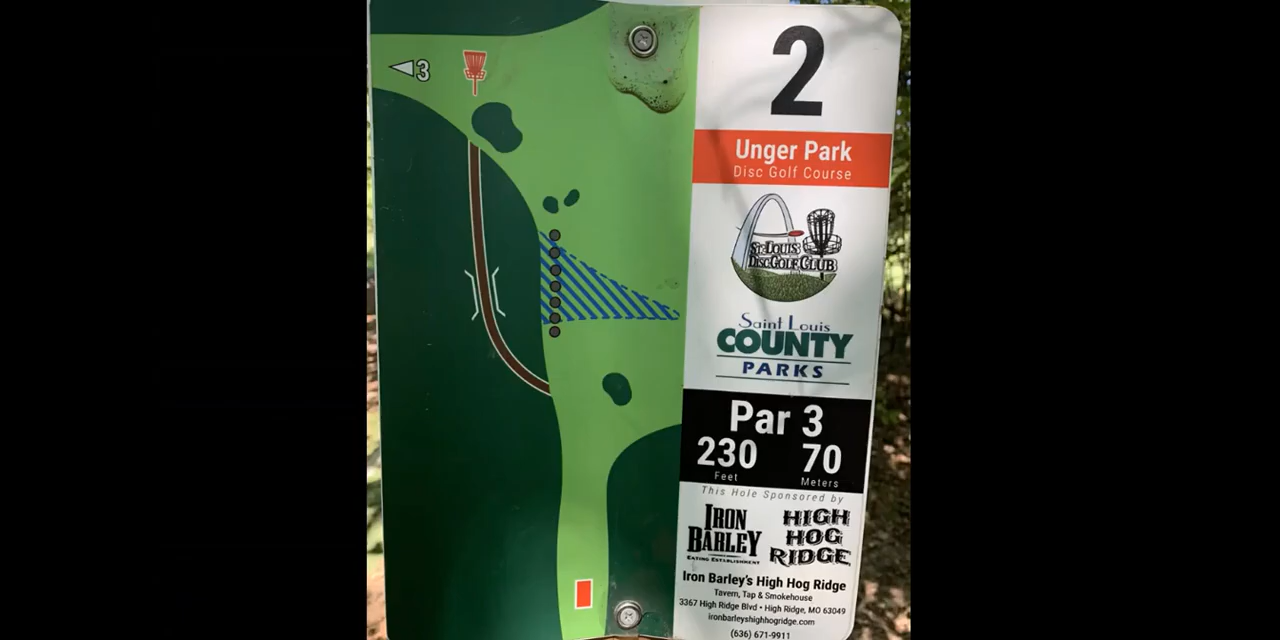 3
2
Unger Park
Disc Golf Course
St. Louis
Disc Golf Club
Saint Louis
COUNTY
PARKS
Par 3
230 70
Feet Meters
This Hole Sponsored by
IRON
BARLEY
EATING ESTABLISHMENT
HIGH
HOG
RIDGE
Iron Barley's High Hog Ridge
Tavern, Tap & Smokehouse
3367 High Ridge Blvd • High Ridge, MO 63049
ironbarleyshighhogridge.com
(636) 671-9911